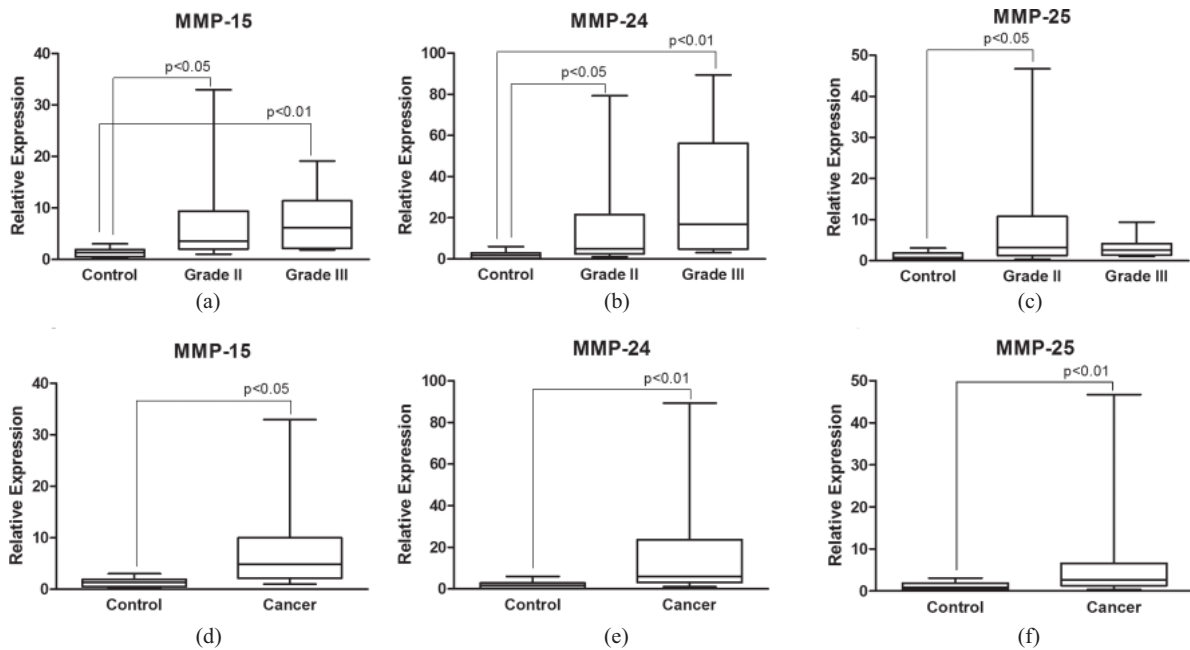 MMP-15
Relative Expression
40
30
20
10
0
p<0.05
p<0.01
Control
Grade II
Grade III
(a)
MMP-24
Relative Expression
100
80
60
40
20
0
p<0.01
p<0.05
Control
Grade II
Grade III
(b)
MMP-25
Relative Expression
50
40
30
20
10
0
p<0.05
Control
Grade II
Grade III
(c)
MMP-15
Relative Expression
40
30
20
10
0
p<0.05
Control
Cancer
(d)
MMP-24
Relative Expression
100
80
60
40
20
0
p<0.01
Control
Cancer
(e)
MMP-25
Relative Expression
50
40
30
20
10
0
p<0.01
Control
Cancer
(f)